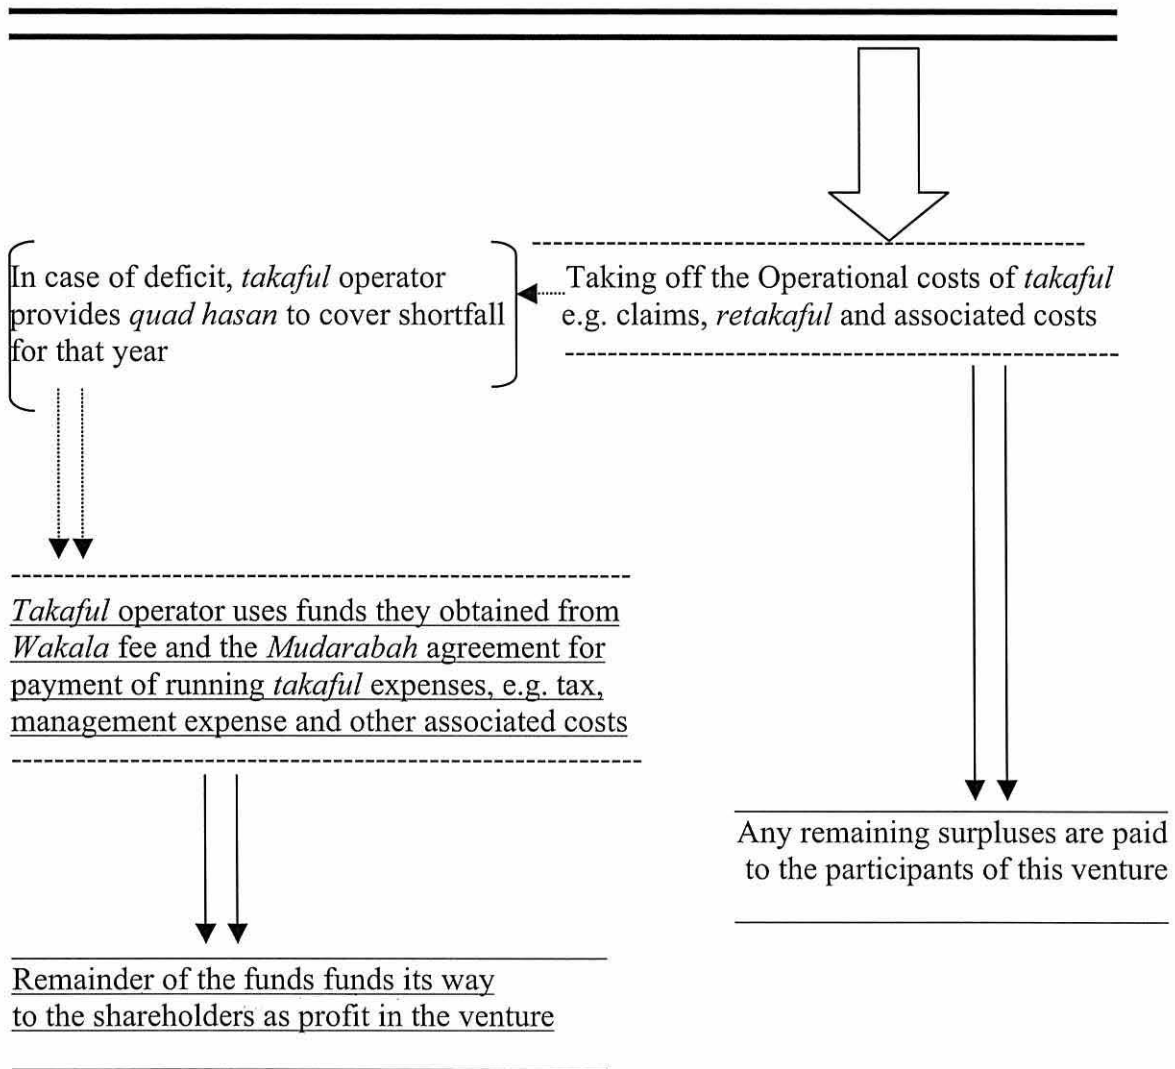 In case of deficit, takaful operator
provides quad hasan to cover shortfall
for that year
Taking off the Operational costs of takaful
e.g. claims, retakaful and associated costs
Takaful operator uses funds they obtained from
Wakala fee and the Mudarabah agreement for
payment of running takaful expenses, e.g. tax,
management expense and other associated costs
Any remaining surpluses are paid
to the participants of this venture
Remainder of the funds funds its way
to the shareholders as profit in the venture